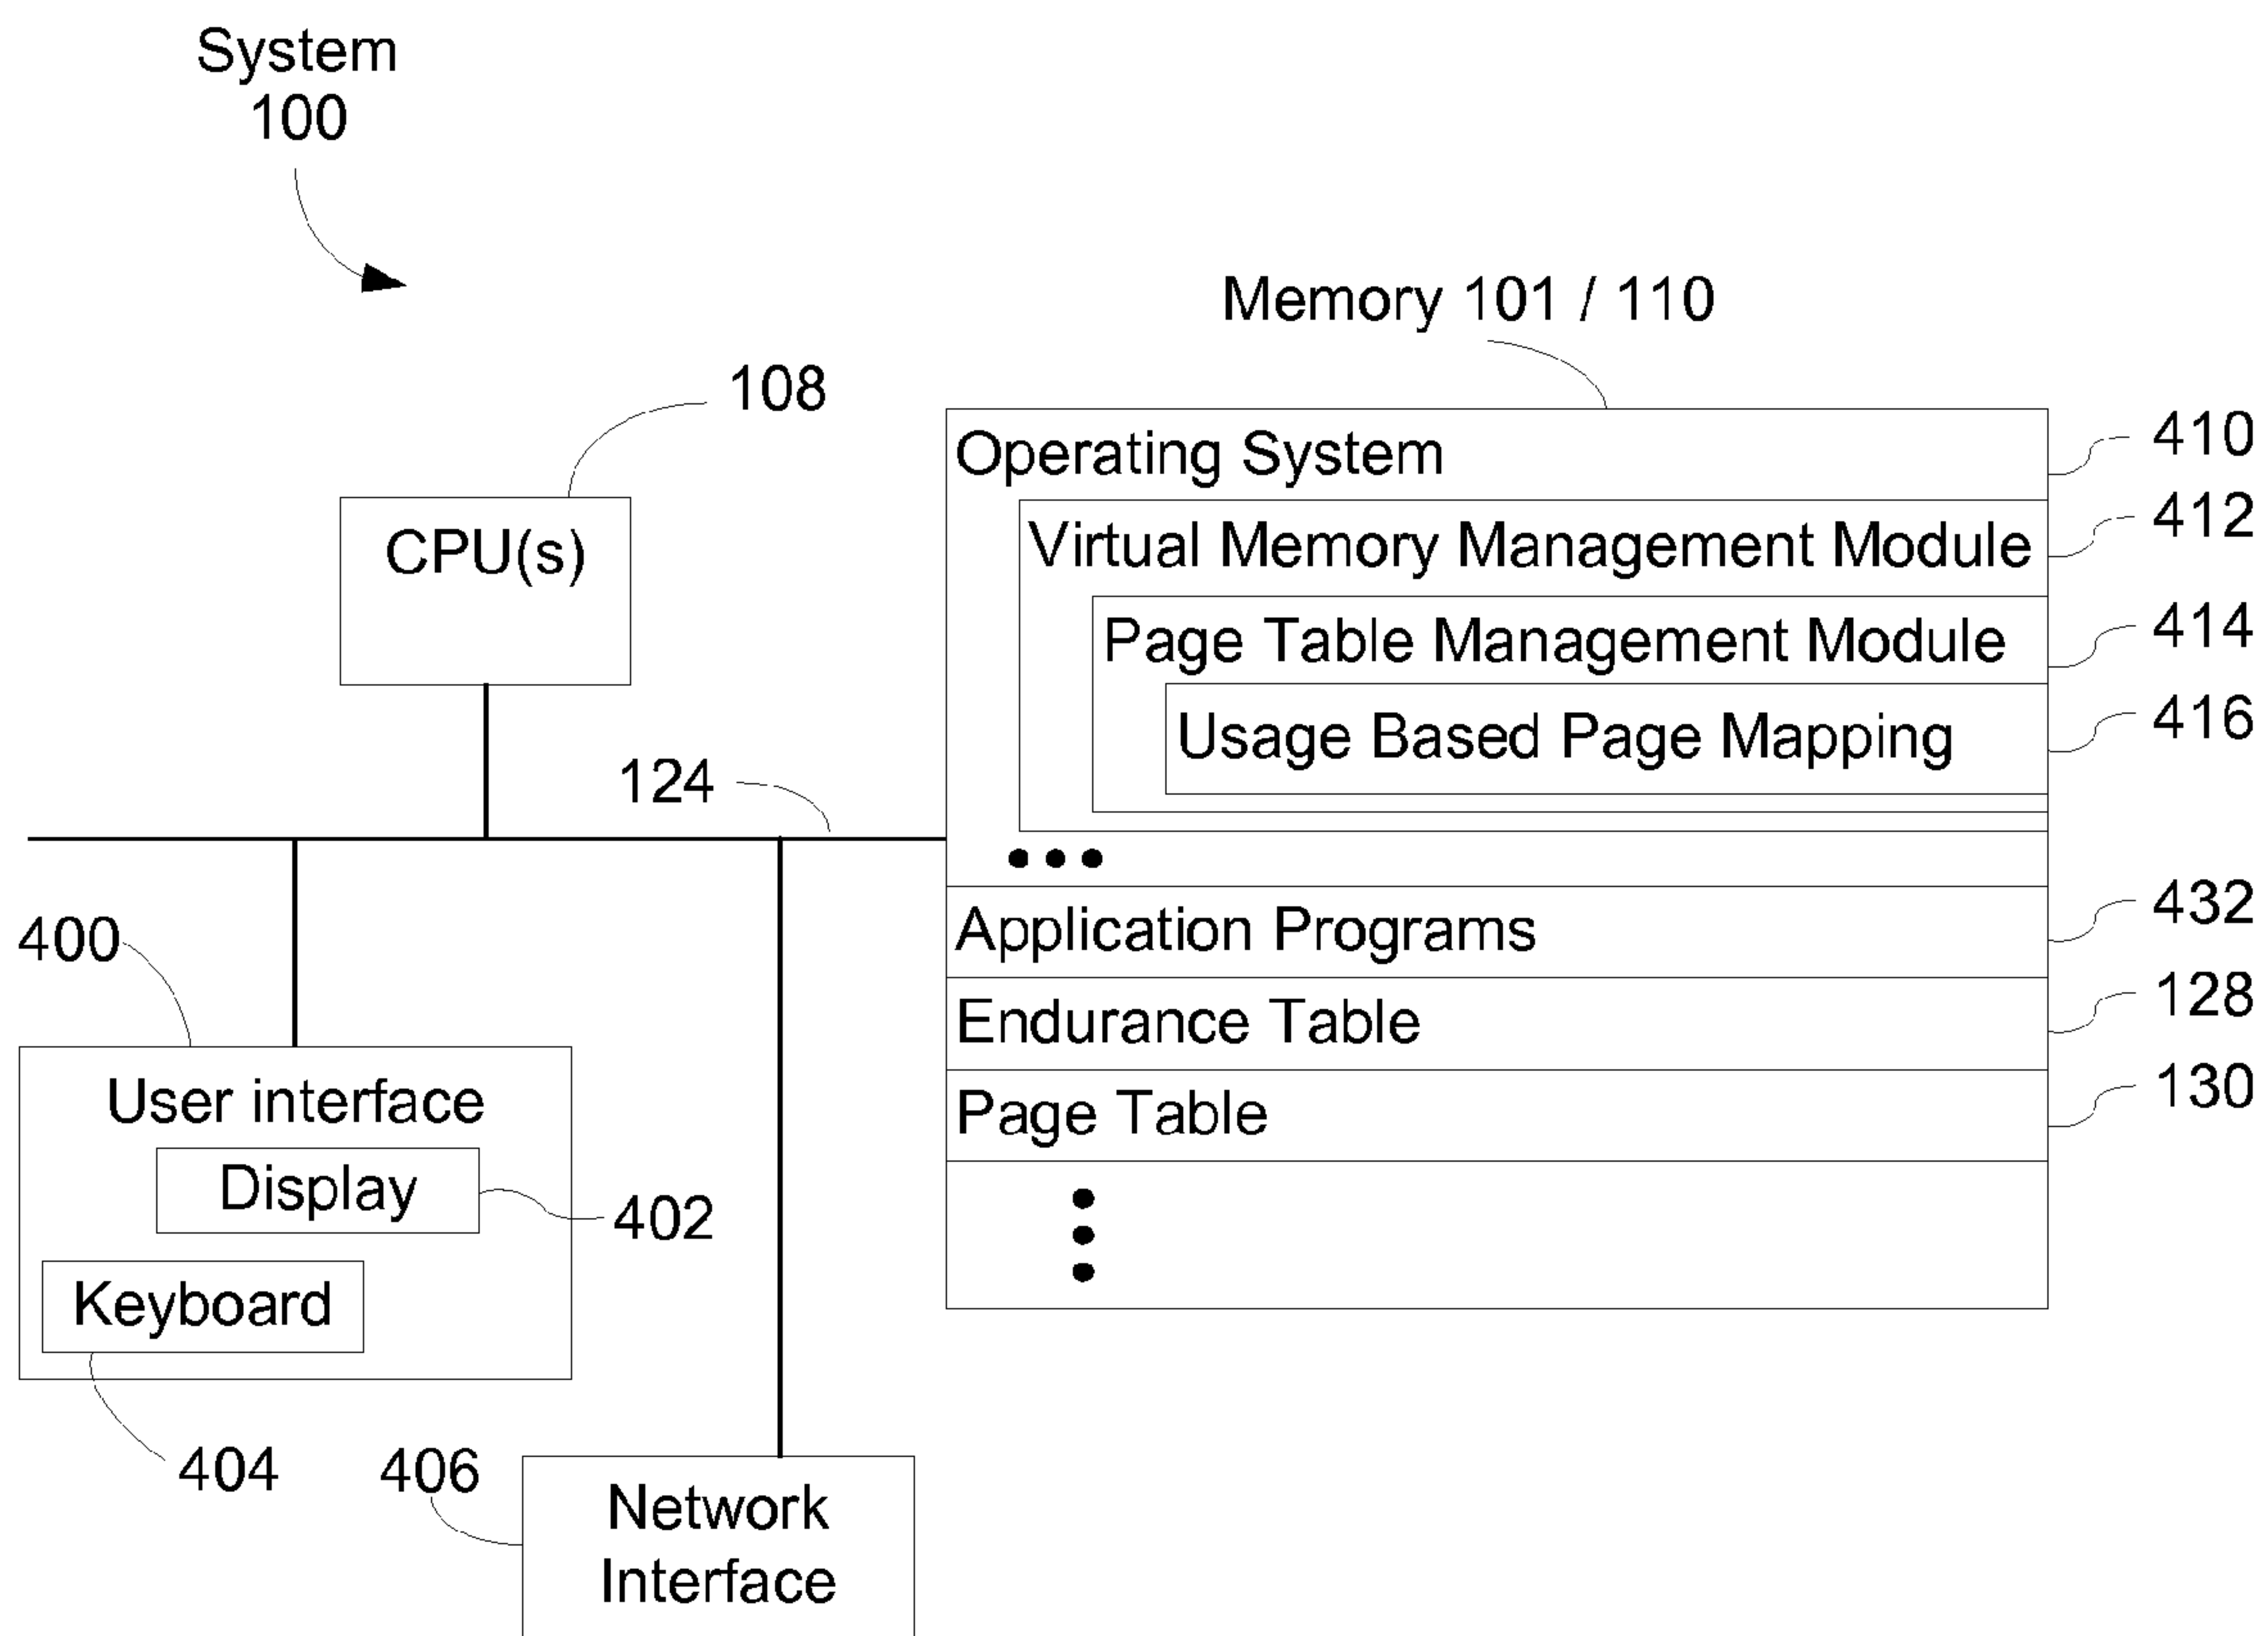 System
100
Memory 101 / 110
108
CPU(s)
124
Operating System
410
Virtual Memory Management Module
412
Page Table Management Module
414
Usage Based Page Mapping
416
Application Programs
432
Endurance Table
128
Page Table
130
400
User interface
Display
402
Keyboard
404
406
Network
Interface